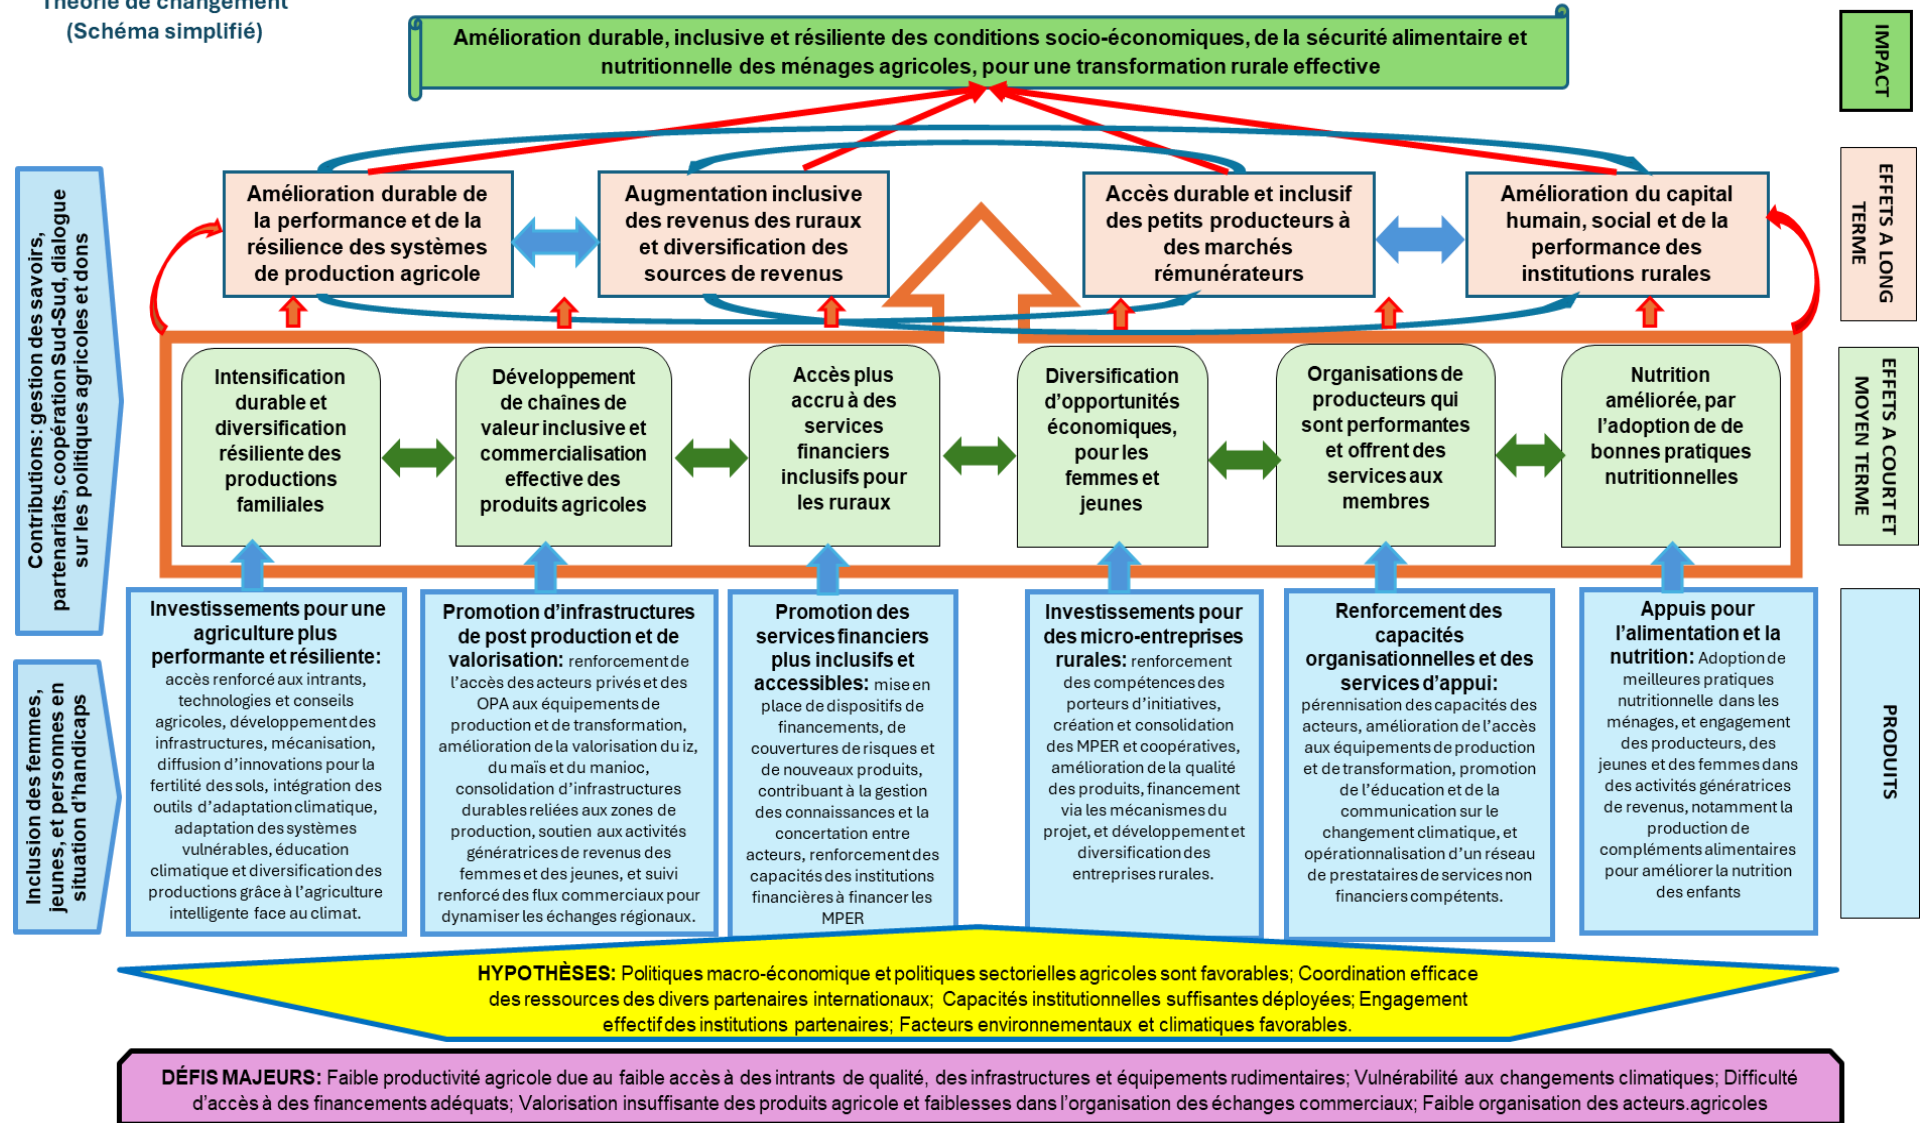 Théorie de changement
(Schéma simplifié)
Amélioration durable, inclusive et résiliente des conditions socio-économiques, de la sécurité alimentaire et
nutritionnelle des ménages agricoles, pour une transformation rurale effective
IMPACT
Contributions: gestion des savoirs,
partenariats, coopération Sud-Sud, dialogue
sur les politiques agricoles et dons
Amélioration durable de
la performance et de la
résilience des systèmes
de production agricole
Augmentation inclusive
des revenus des ruraux
et diversification des
sources de revenus
Accès durable et inclusif
des petits producteurs à
des marchés
rémunérateurs
Amélioration du capital
humain, social et de la
performance des
institutions rurales
EFFETS A LONG
TERME
Intensification
durable et
diversification
résiliente des
productions
familiales
Développement
de chaînes de
valeur inclusive et
commercialisation
effective des
produits agricoles
Accès plus
accru à des
services
financiers
inclusifs pour
les ruraux
Diversification
d'opportunités
économiques,
pour les
femmes et
jeunes
Organisations de
producteurs qui
sont performantes
et offrent des
services aux
membres
Nutrition
améliorée, par
l'adoption de de
bonnes pratiques
nutritionnelles
EFFETS A COURT ET
MOYEN TERME
Inclusion des femmes,
jeunes, et personnes en
situation d'handicaps
Investissements pour une
agriculture plus
performante et résiliente:
accès renforcé aux intrants,
technologies et conseils
agricoles, développement des
infrastructures, mécanisation,
diffusion d'innovations pour la
fertilité des sols, intégration des
outils d'adaptation climatique,
adaptation des systèmes
vulnérables, éducation
climatique et diversification des
productions grâce à l'agriculture
intelligente face au climat.
Promotion d'infrastructures
de post production et de
valorisation: renforcement de
l'accès des acteurs privés et des
OPA aux équipements de
production et de transformation,
amélioration de la valorisation du iz,
du maïs et du manioc,
consolidation d'infrastructures
durables reliées aux zones de
production, soutien aux activités
génératrices de revenus des
femmes et des jeunes, et suivi
renforcé des flux commerciaux pour
dynamiser les échanges régionaux.
Promotion des
services financiers
plus inclusifs et
accessibles: mise en
place de dispositifs de
financements, de
couvertures de risques et
de nouveaux produits,
contribuant à la gestion
des connaissances et la
concertation entre
acteurs, renforcement des
capacités des institutions
financières à financer les
MPER
Investissements pour
des micro-entreprises
rurales: renforcement
des compétences des
porteurs d'initiatives,
création et consolidation
des MPER et coopératives,
amélioration de la qualité
des produits, financement
via les mécanismes du
projet, et développement et
diversification des
entreprises rurales.
Renforcement des
capacités
organisationnelles et des
services d'appui:
pérennisation des capacités des
acteurs, amélioration de l'accès
aux équipements de production
et de transformation, promotion
de l'éducation et de la
communication sur le
changement climatique, et
opérationnalisation d'un réseau
de prestataires de services non
financiers compétents.
Appuis pour
l'alimentation et la
nutrition: Adoption de
meilleures pratiques
nutritionnelle dans les
ménages, et engagement
des producteurs, des
jeunes et des femmes dans
des activités génératrices
de revenus, notamment la
production de
compléments alimentaires
pour améliorer la nutrition
des enfants
PRODUITS
HYPOTHÈSES: Politiques macro-économique et politiques sectorielles agricoles sont favorables; Coordination efficace
des ressources des divers partenaires internationaux; Capacités institutionnelles suffisantes déployées; Engagement
effectif des institutions partenaires; Facteurs environnementaux et climatiques favorables.
DÉFIS MAJEURS: Faible productivité agricole due au faible accès à des intrants de qualité, des infrastructures et équipements rudimentaires; Vulnérabilité aux changements climatiques; Difficulté
d'accès à des financements adéquats; Valorisation insuffisante des produits agricole et faiblesses dans l'organisation des échanges commerciaux; Faible organisation des acteurs.agricoles